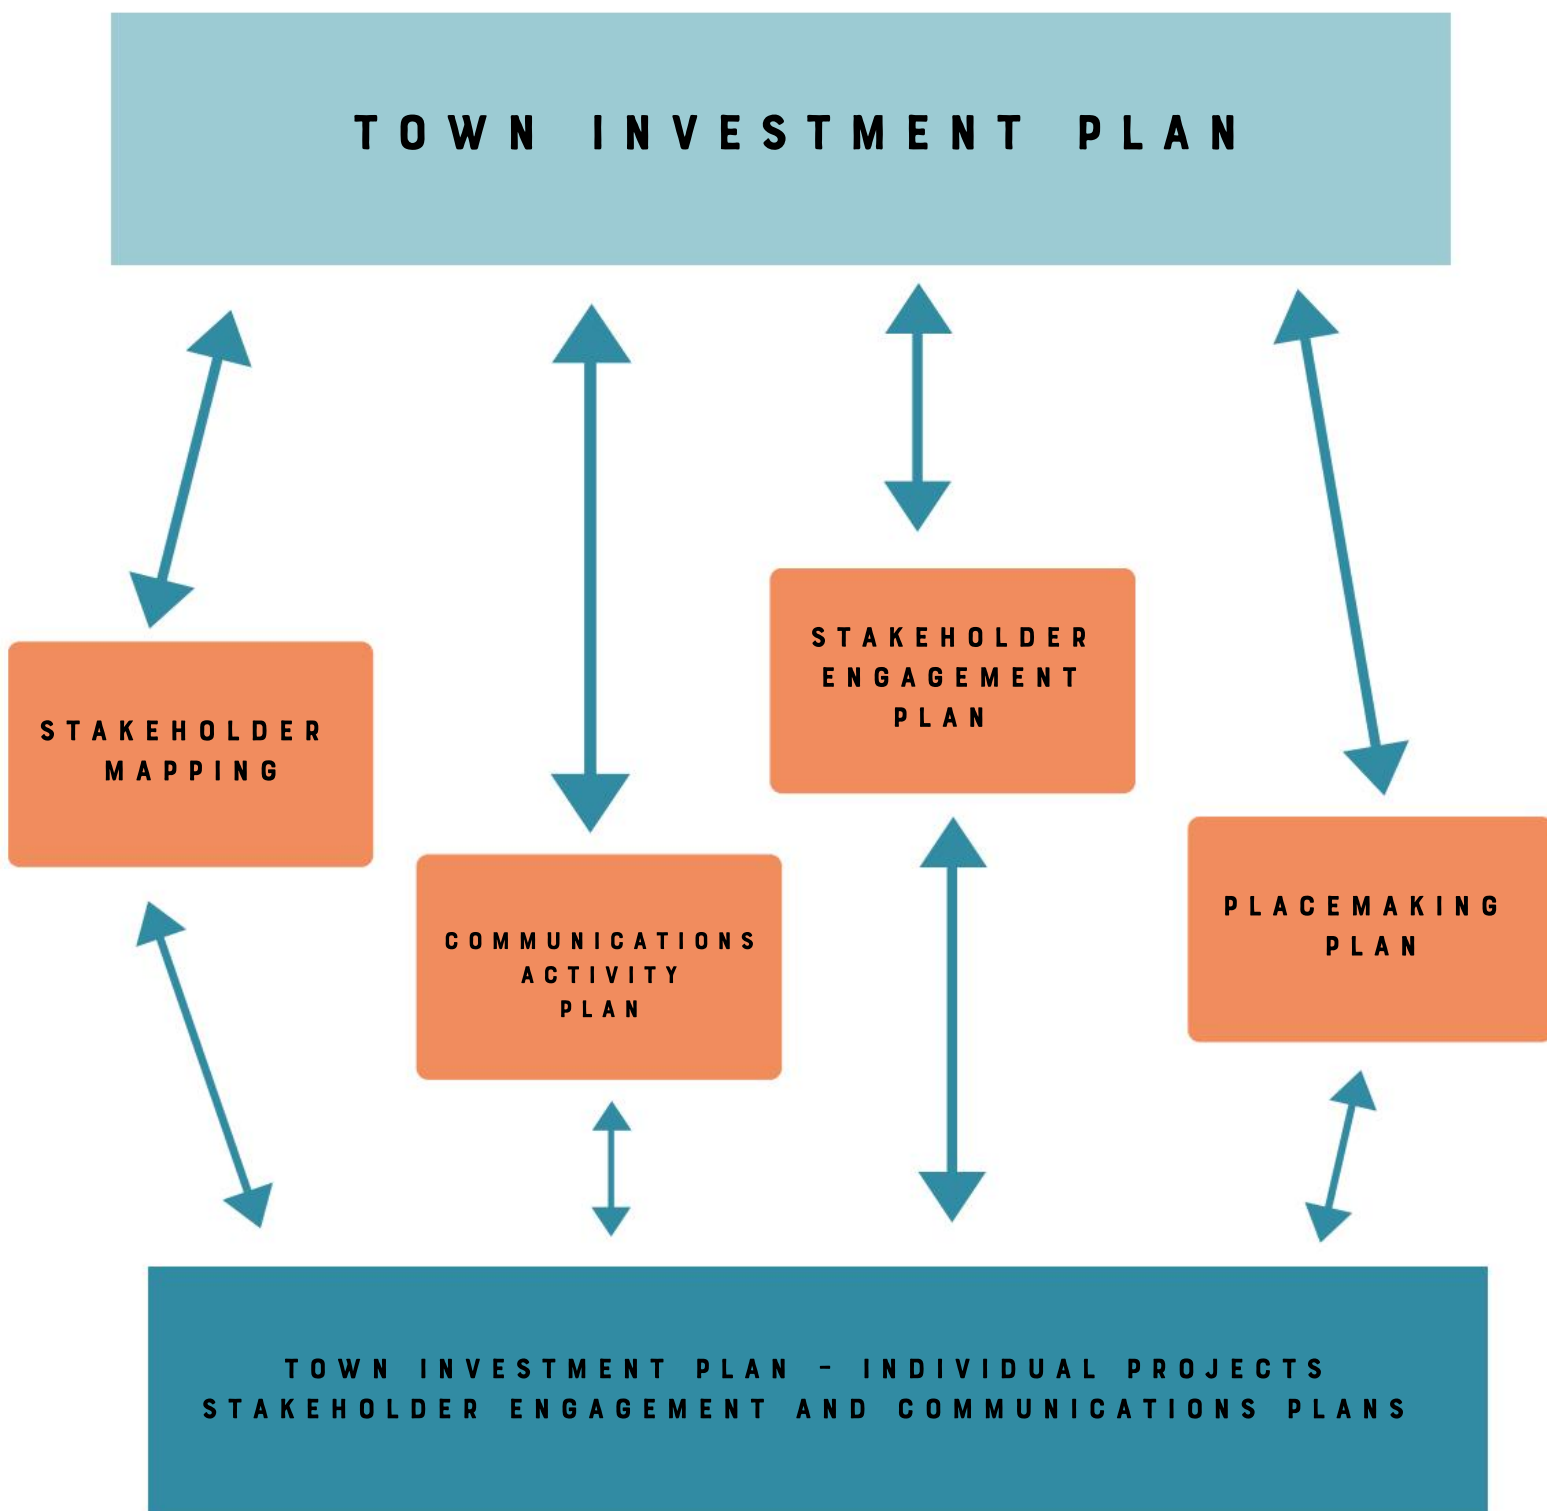 TOWN INVESTMENT PLAN
STAKEHOLDER
MAPPING
COMMUNICATIONS
ACTIVITY
PLAN
STAKEHOLDER
ENGAGEMENT
PLAN
PLACEMAKING
PLAN
TOWN INVESTMENT PLAN - INDIVIDUAL PROJECTS
STAKEHOLDER ENGAGEMENT AND COMMUNICATIONS PLANS